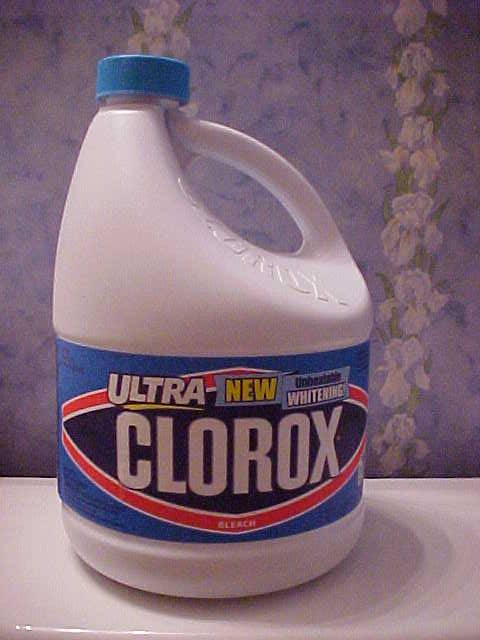 ULTRA NEW Unbeatable WHITENING
CLOROX
BLEACH